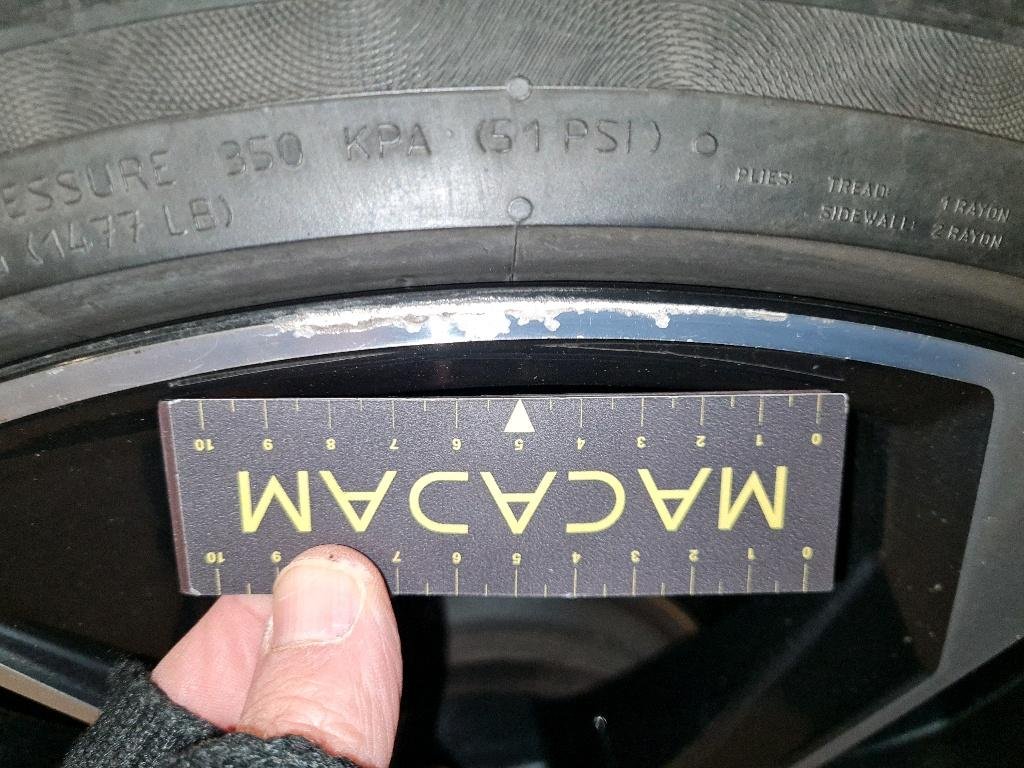 ESSURE 350 KPA (51 PSI)
(1477 LB)
PLIES: TREAD: 1 RAYON
SIDEWALL: 2 RAYON
0 1 2 3 4 5 6 7 8 9 10
MACADAM
0 1 2 3 4 5 6 7 8 9 10